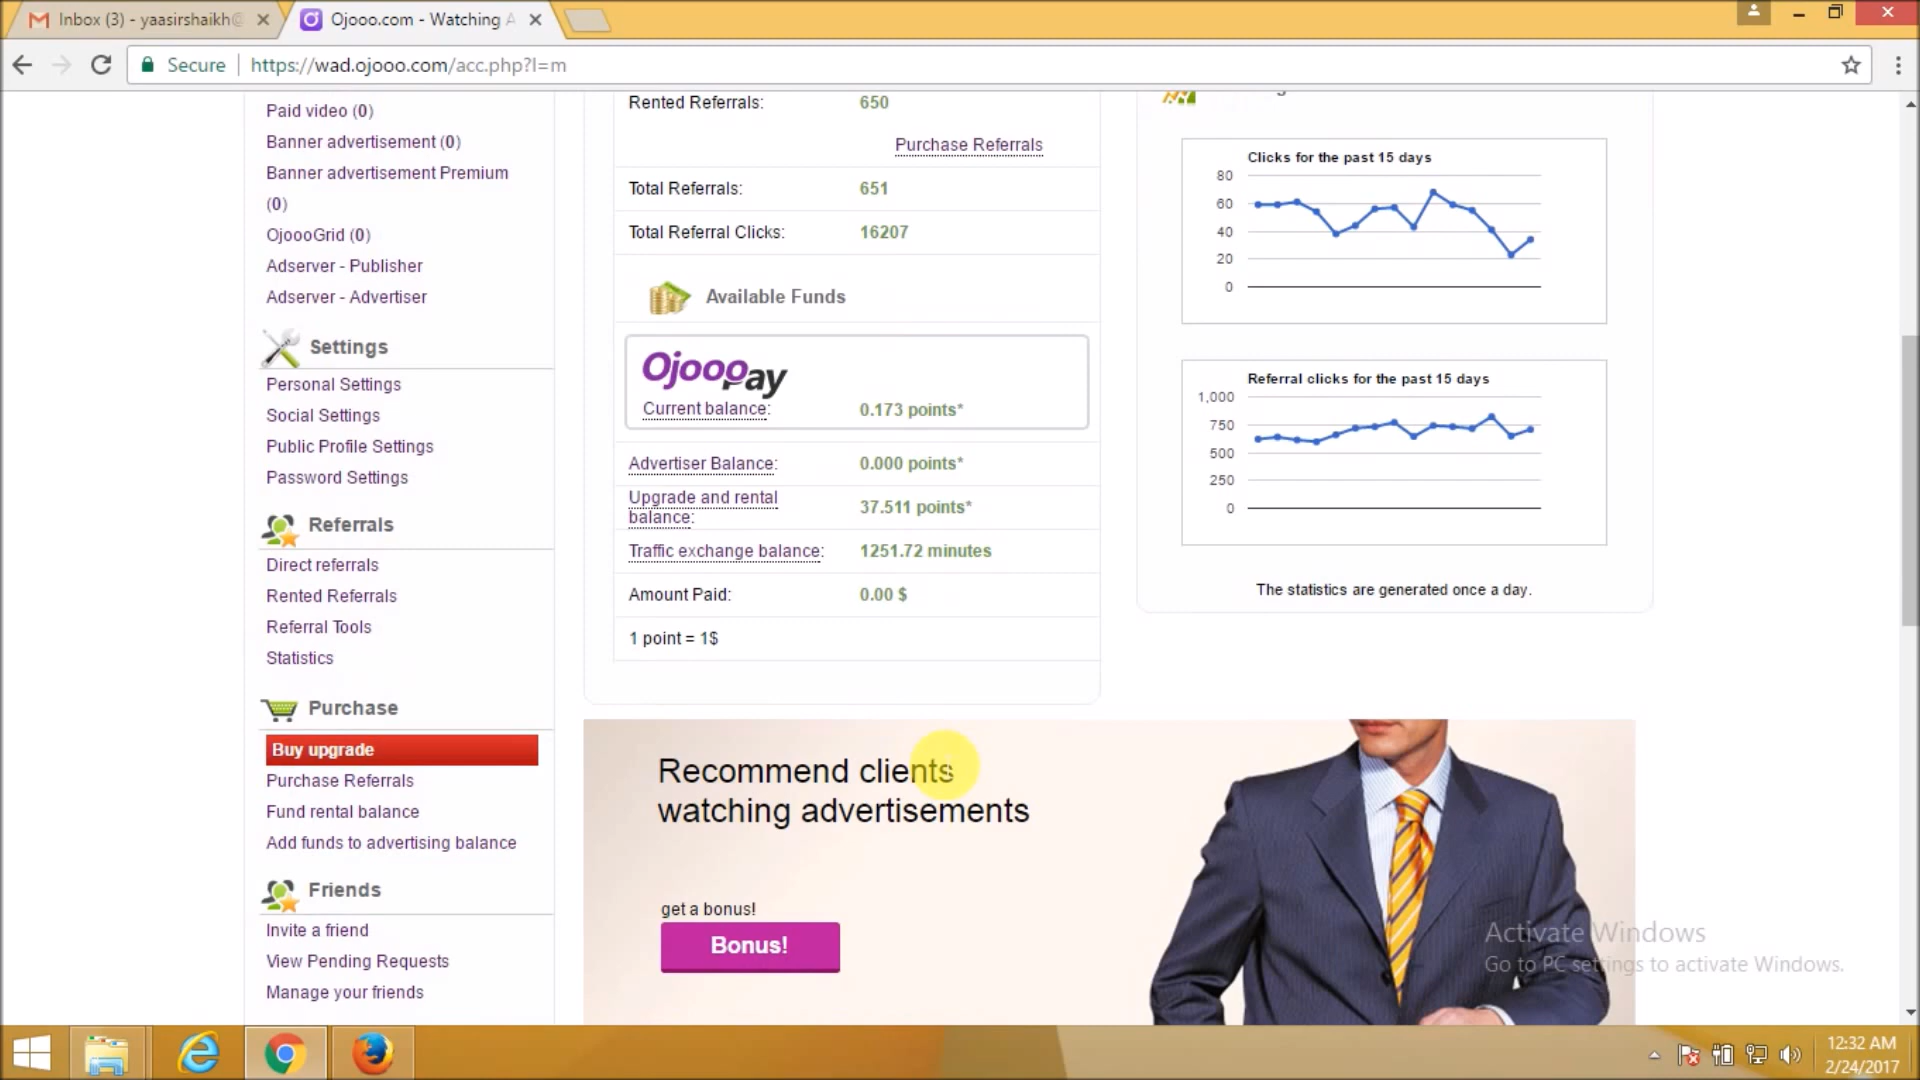 Inbox (3) - yaasirshaikh@
Ojooo.com - Watching A
Secure
https://wad.ojooo.com/acc.php?l=m
Paid video (0)
Banner advertisement (0)
Banner advertisement Premium
(0)
OjoooGrid (0)
Adserver - Publisher
Adserver - Advertiser
Settings
Personal Settings
Social Settings
Public Profile Settings
Password Settings
Referrals
Direct referrals
Rented Referrals
Referral Tools
Statistics
Purchase
Buy upgrade
Purchase Referrals
Fund rental balance
Add funds to advertising balance
Friends
Invite a friend
View Pending Requests
Manage your friends
Rented Referrals: 650
Purchase Referrals
Total Referrals: 651
Total Referral Clicks: 16207
Available Funds
Ojooopay
Current balance: 0.173 points*
Advertiser Balance: 0.000 points*
Upgrade and rental
balance: 37.511 points*
Traffic exchange balance: 1251.72 minutes
Amount Paid: 0.00 $
1 point = 1$
Clicks for the past 15 days
80
60
40
20
0
Referral clicks for the past 15 days
1,000
750
500
250
0
The statistics are generated once a day.
Recommend clients
watching advertisements
get a bonus!
Bonus!
Activate Windows
Go to PC settings to activate Windows.
12:32 AM
2/24/2017